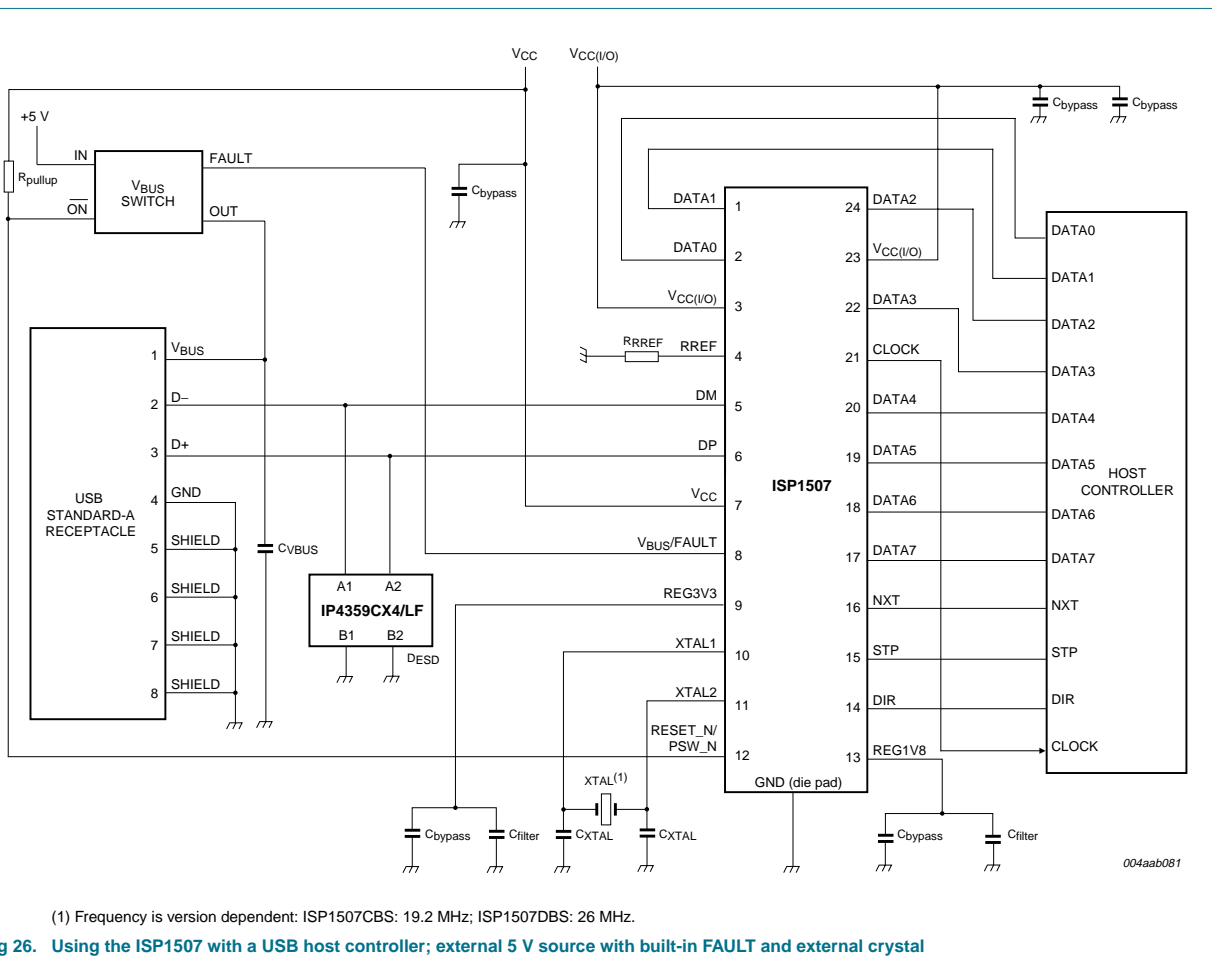 VCC
VCC(I/O)
Cbypass
Cbypass
+5 V
IN
FAULT
Rpullup
VBUS
SWITCH
ON
OUT
Cbypass
DATA1
1
24
DATA2
DATA0
2
23
VCC(I/O)
VCC(I/O)
3
22
DATA3
RRREF
RREF
4
21
CLOCK
DM
5
20
DATA4
DP
6
19
DATA5
ISP1507
VCC
7
18
DATA6
VBUS/FAULT
8
17
DATA7
REG3V3
9
16
NXT
XTAL1
10
15
STP
XTAL2
11
14
DIR
RESET_N/
PSW_N
12
13
REG1V8
GND (die pad)
DATA0
DATA1
DATA2
DATA3
DATA4
DATA5
HOST
CONTROLLER
DATA6
DATA7
NXT
STP
DIR
CLOCK
1
VBUS
2
D−
3
D+
USB
STANDARD-A
RECEPTACLE
4
GND
5
SHIELD
6
SHIELD
7
SHIELD
8
SHIELD
CVBUS
A1
A2
IP4359CX4/LF
B1
B2
DESD
XTAL(1)
Cbypass
Cfilter
CXTAL
CXTAL
Cbypass
Cfilter
004aab081
(1) Frequency is version dependent: ISP1507CBS: 19.2 MHz; ISP1507DBS: 26 MHz.
g 26. Using the ISP1507 with a USB host controller; external 5 V source with built-in FAULT and external crystal